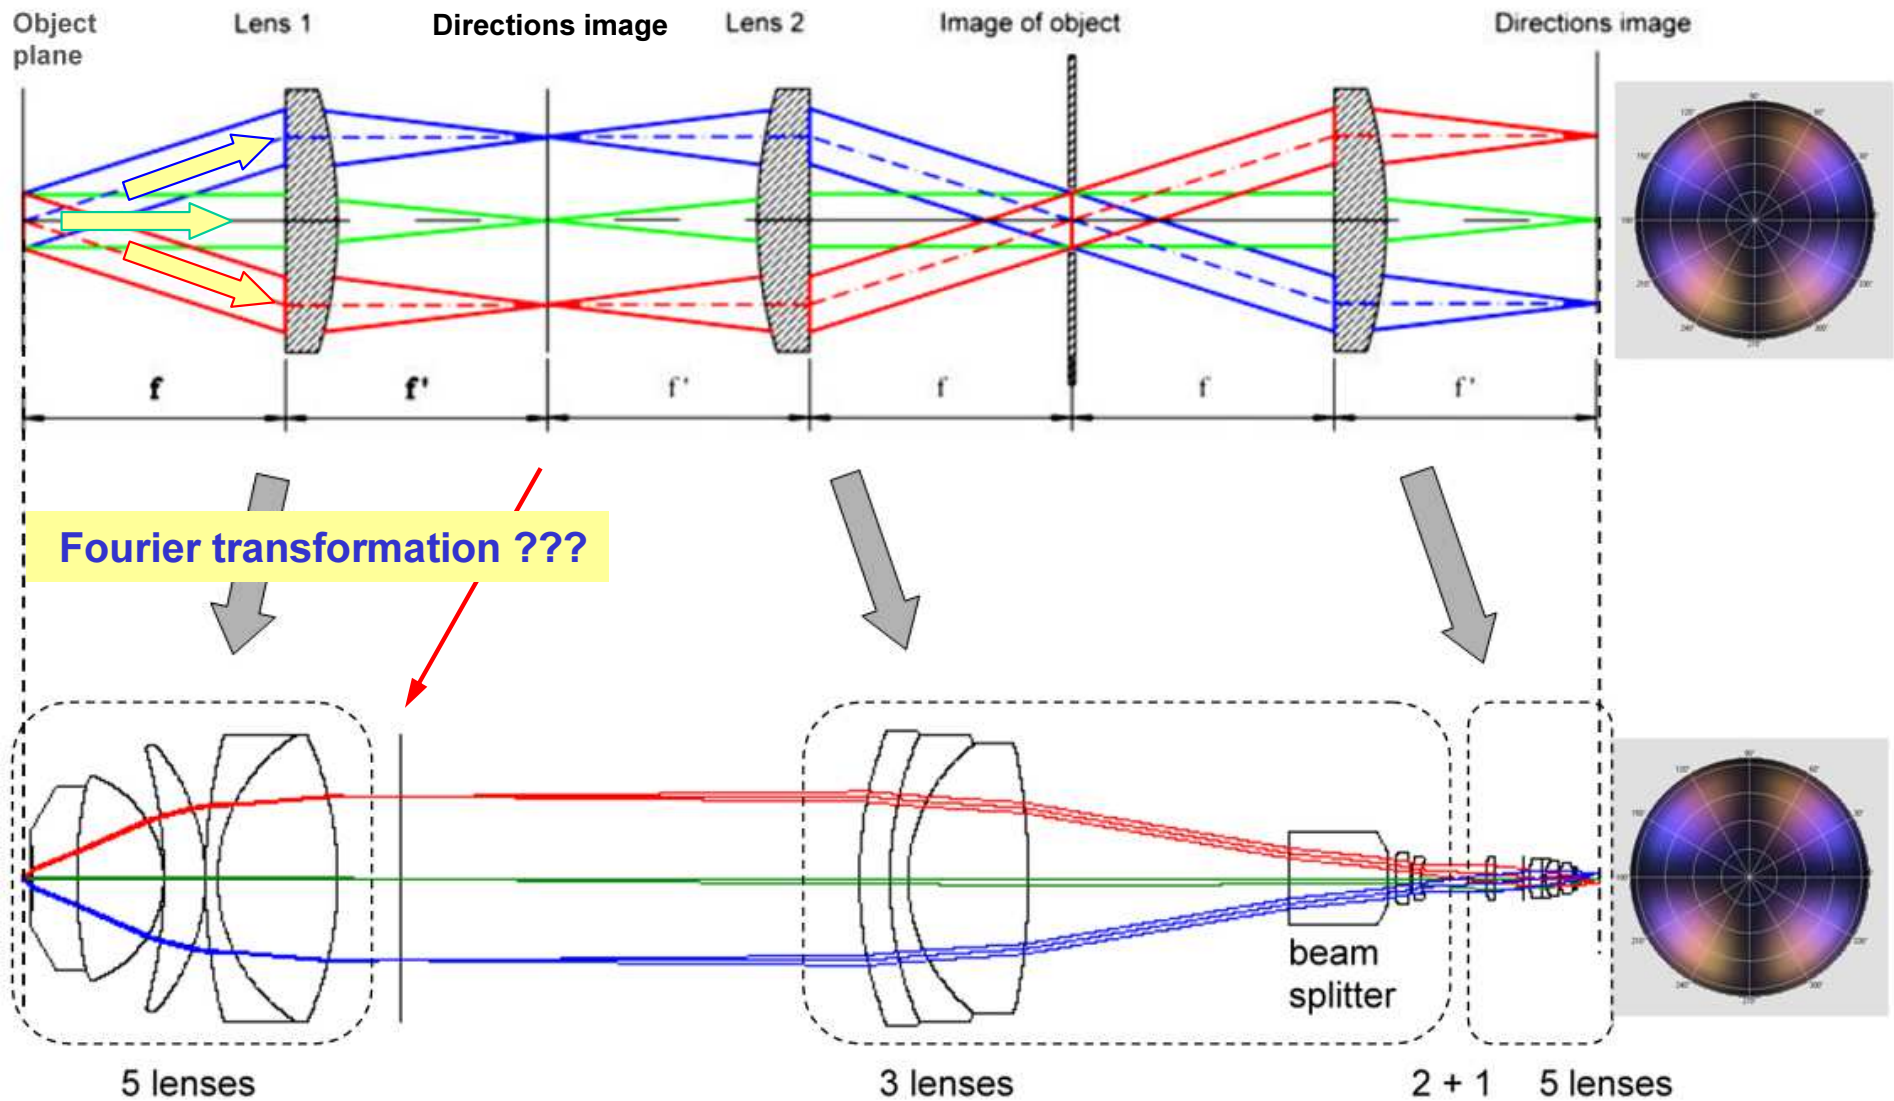 Object
plane
Lens 1
Directions image
Lens 2
Image of object
Directions image
f
f'
f'
f
f
f'
Fourier transformation ???
beam
splitter
5 lenses
3 lenses
2 + 1
5 lenses